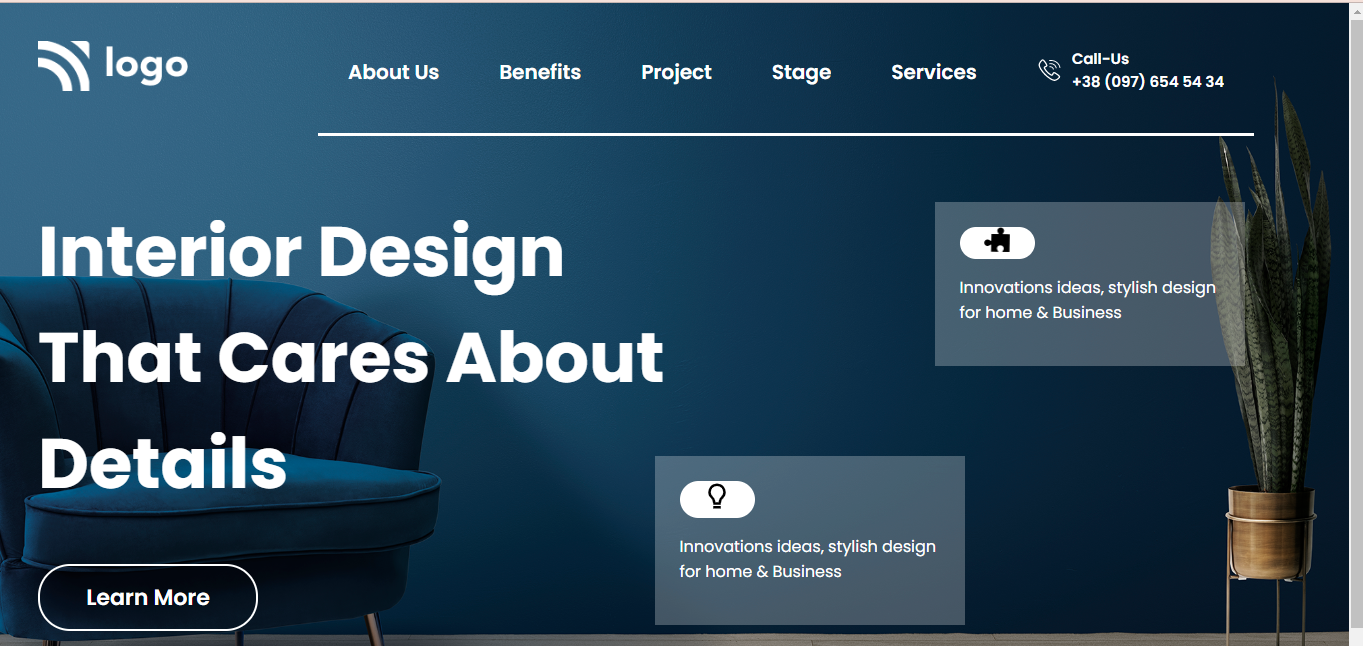 logo
About Us
Benefits
Project
Stage
Services
Call-Us
+38 (097) 654 54 34
Interior Design
That Cares About
Details
Innovations ideas, stylish design
for home & Business
Innovations ideas, stylish design
for home & Business
Learn More